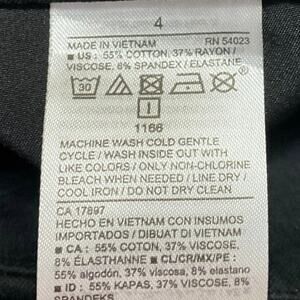 4
MADE IN VIETNAM RN 54023
■ US: 55% COTTON, 37% RAYON /
VISCOSE, 8% SPANDEX / ELASTANE
30
I
1166
MACHINE WASH COLD GENTLE
CYCLE / WASH INSIDE OUT WITH
LIKE COLORS / ONLY NON-CHLORINE
BLEACH WHEN NEEDED / LINE DRY /
COOL IRON / DO NOT DRY CLEAN
CA 17897
HECHO EN VIETNAM CON INSUMOS
IMPORTADOS / DIBUAT DI VIETNAM
■ CA: 55% COTON, 37% VISCOSE,
8% ÉLASTHANNE ■ CL/CR/MX/PE:
55% algodón, 37% viscosa, 8% elastano
■ ID: 55% KAPAS, 37% VISCOSE, 8%
SPANDEKS